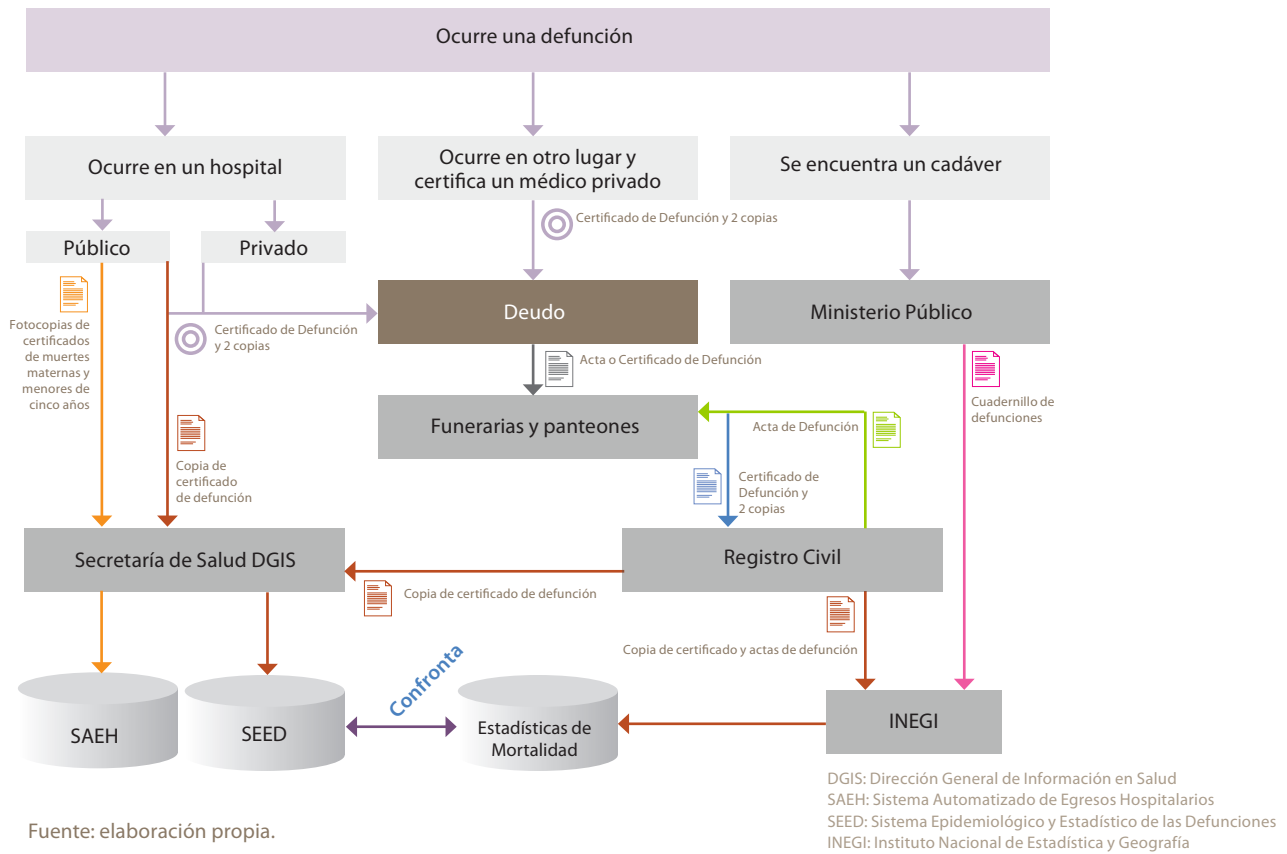 Ocurre una defunción
Ocurre en un hospital
Ocurre en otro lugar y
certifica un médico privado
Se encuentra un cadáver
Certificado de Defunción y 2 copias
Público
Privado
Fotocopias de
certificados
de muertes
maternas y
menores de
cinco años
Certificado de Defunción
y 2 copias
Deudo
Ministerio Público
Acta o Certificado de Defunción
Cuadernillo de
defunciones
Funerarias y panteones
Acta de Defunción
Copia de
certificado
de defunción
Certificado de
Defunción y
2 copias
Secretaría de Salud DGIS
Registro Civil
Copia de certificado de defunción
Copia de certificado y actas de defunción
Confronta
SAEH
SEED
Estadísticas de
Mortalidad
INEGI
DGIS: Dirección General de Información en Salud
SAEH: Sistema Automatizado de Egresos Hospitalarios
SEED: Sistema Epidemiológico y Estadístico de las Defunciones
INEGI: Instituto Nacional de Estadística y Geografía
Fuente: elaboración propia.